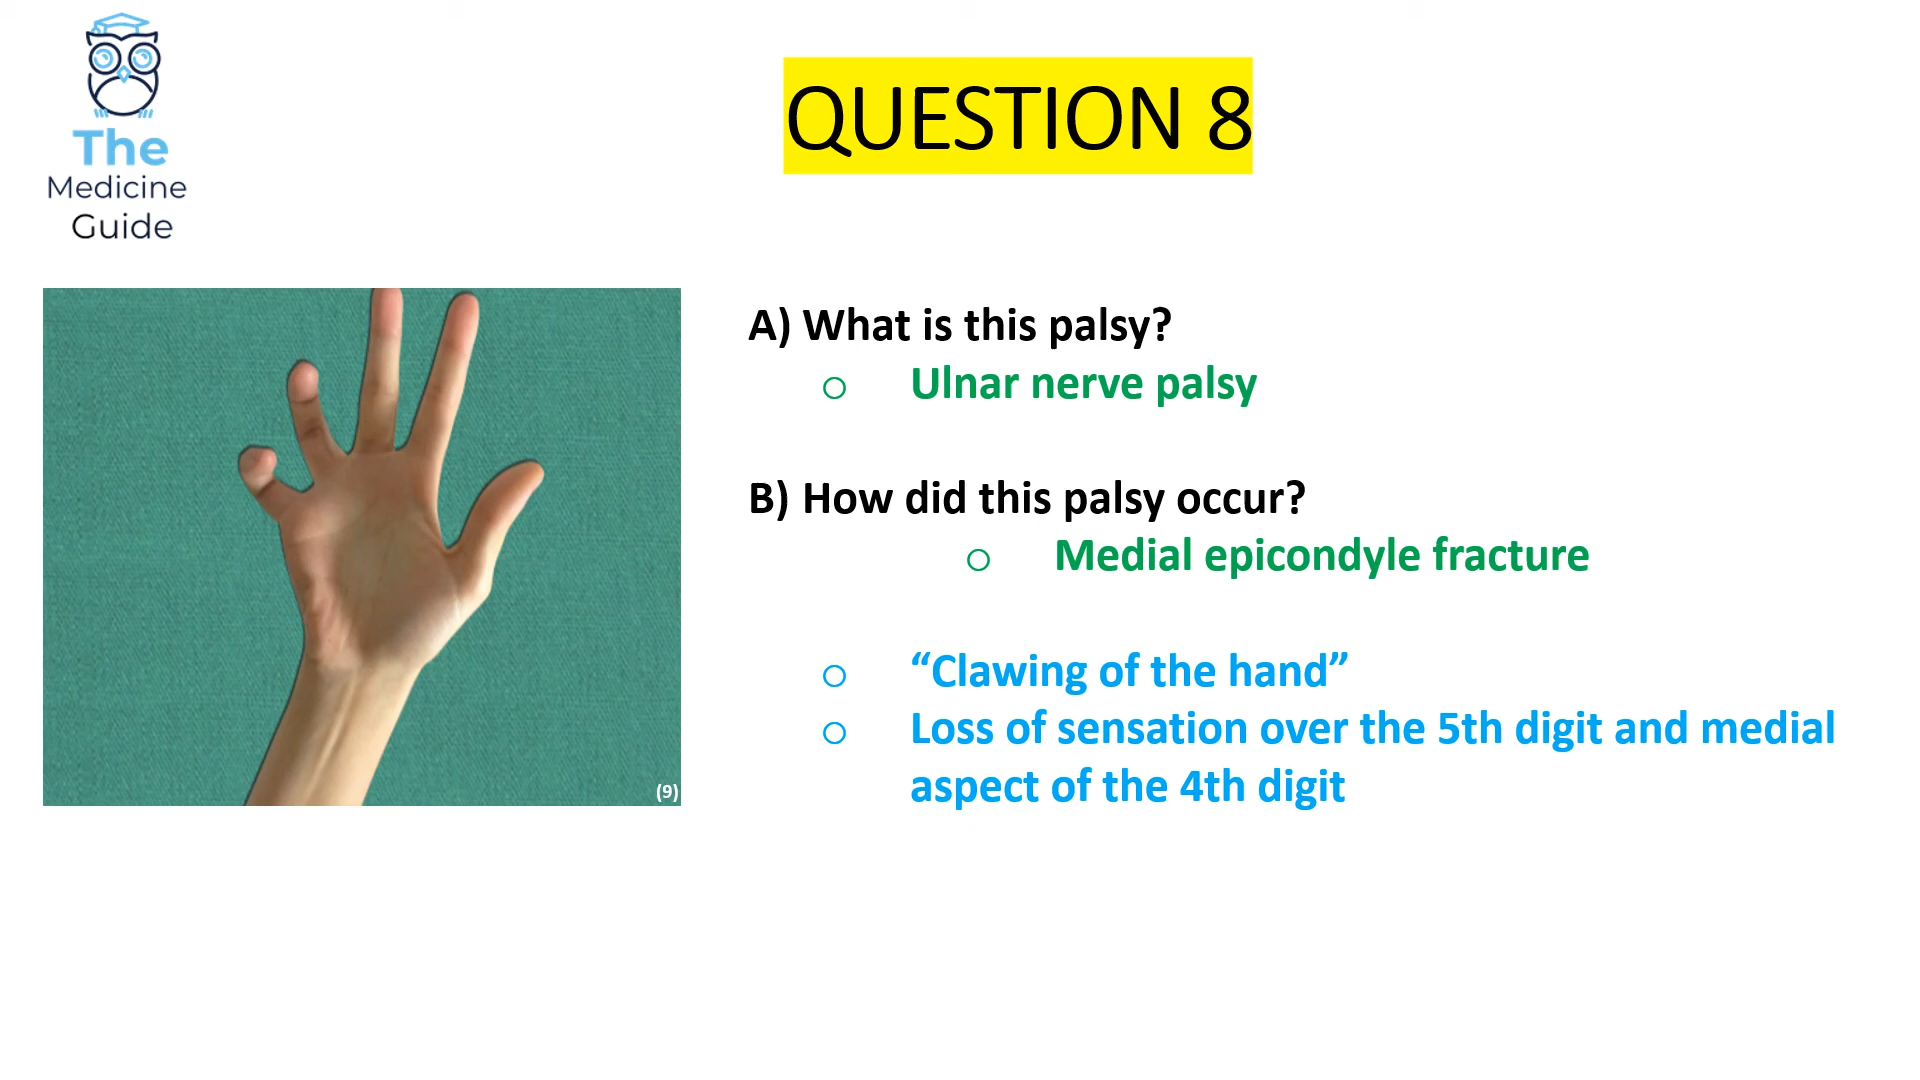 The
Medicine
Guide
QUESTION 8
A) What is this palsy?
o Ulnar nerve palsy
B) How did this palsy occur?
o Medial epicondyle fracture
o “Clawing of the hand”
o Loss of sensation over the 5th digit and medial
aspect of the 4th digit
(9)